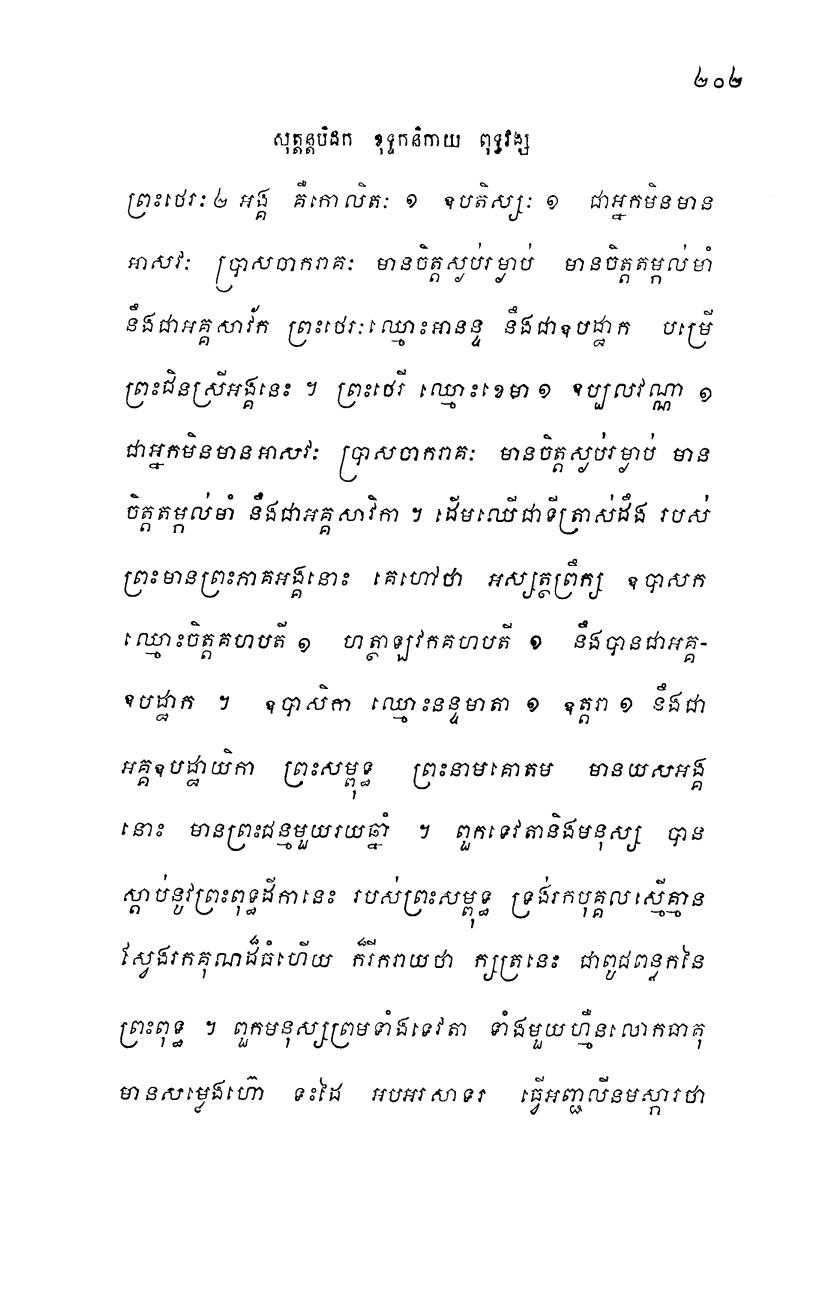 ២០២
សុត្តន្តបិដក ខុទ្ទកនិកាយ ពុទ្ធវង្ស
ព្រះថេរៈ ២ អង្គ គឺកោលិតៈ ១ ឧបតិស្សៈ ១ ជាអ្នកមិនមាន
អាសវៈ ប្រាសចាករាគៈ មានចិត្តស្ងប់រម្ងាប់ មានចិត្តតម្កល់មាំ
នឹងជាអគ្គសាវ័ក ព្រះថេរៈឈ្មោះអានន្ទ នឹងជាឧបដ្ឋាក បម្រើ
ព្រះជិនស្រីអង្គនេះ ។ ព្រះថេរី ឈ្មោះខេមា ១ ឧប្បលវណ្ណា ១
ជាអ្នកមិនមានអាសវៈ ប្រាសចាករាគៈ មានចិត្តស្ងប់រម្ងាប់ មាន
ចិត្តតម្កល់មាំ នឹងជាអគ្គសាវិកា ។ ដើមឈើជាទីត្រាស់ដឹង របស់
ព្រះមានព្រះភាគអង្គនោះ គេហៅថា អស្សត្ថព្រឹក្ស ឧបាសក
ឈ្មោះចិត្តគហបតី ១ ហត្ថាឡវកគហបតី ១ នឹងបានជាអគ្គ-
ឧបដ្ឋាក ។ ឧបាសិកា ឈ្មោះនន្ទមាតា ១ ឧត្តរា ១ នឹងជា
អគ្គឧបដ្ឋាយិកា ព្រះសម្ពុទ្ធ ព្រះនាមគោតម មានយសអង្គ
នោះ មានព្រះជន្មមួយរយឆ្នាំ ។ ពួកទេវតានិងមនុស្ស បាន
ស្តាប់នូវព្រះពុទ្ធដីកានេះ របស់ព្រះសម្ពុទ្ធ ទ្រង់រកបុគ្គលស្មើគ្មាន
ស្វែងរកគុណដ៏ធំហើយ ក៏រីករាយថា ក្សត្រនេះ ជាពូជពន្លកនៃ
ព្រះពុទ្ធ ។ ពួកមនុស្សព្រមទាំងទេវតា ទាំងមួយហ្មឺនលោកធាតុ
មានសម្លេងហ៊ោ ទះដៃ អបអរសាទរ ធ្វើអញ្ជលីនមស្ការថា